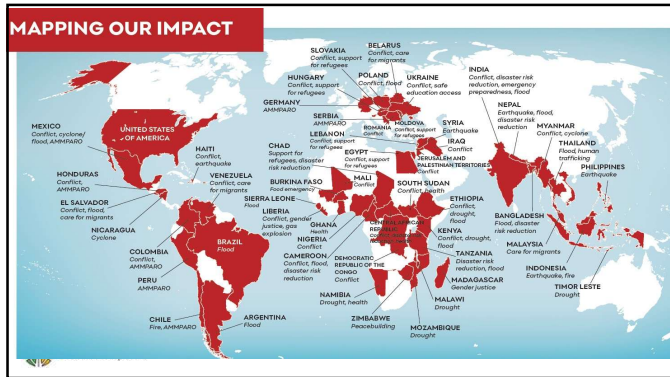 MAPPING OUR IMPACT
SLOVAKIA
Conflict, support
for refugees
BELARUS
Conflict, care
for migrants
HUNGARY
Conflict, support
for refugees
POLAND
Conflict, flood
UKRAINE
Conflict, safe
education access
INDIA
Conflict, disaster risk
reduction, emergency
preparedness, flood
GERMANY
AMMPARO
SERBIA
AMMPARO
MOLDOVA
Conflict, support
for refugees
ROMANIA
Conflict
NEPAL
Earthquake, flood,
disaster risk
reduction
MEXICO
Conflict, cyclone/
flood, AMMPARO
UNITED STATES
OF AMERICA
HAITI
Conflict,
earthquake
LEBANON
Conflict, support
for refugees
SYRIA
Earthquake
IRAQ
Conflict
MYANMAR
Conflict, cyclone
THAILAND
Flood, human
trafficking
CHAD
Support for
refugees, disaster
risk reduction
EGYPT
Conflict, support
for refugees
JERUSALEM AND
PALESTINIAN TERRITORIES
Conflict
PHILIPPINES
Earthquake
HONDURAS
Conflict,
AMMPARO
VENEZUELA
Conflict, care
for migrants
BURKINA FASO
Food emergency
MALI
Conflict
SOUTH SUDAN
Conflict, health
EL SALVADOR
Conflict, flood,
care for migrants
SIERRA LEONE
Flood
LIBERIA
Conflict, gender
justice, gas
explosion
GHANA
Health
ETHIOPIA
Conflict,
drought,
flood
BANGLADESH
Flood, disaster
risk reduction
NICARAGUA
Cyclone
NIGERIA
Conflict
CENTRAL AFRICAN
REPUBLIC
KENYA
Conflict, drought,
flood
MALAYSIA
Care for migrants
COLOMBIA
Conflict,
AMMPARO
BRAZIL
Flood
CAMEROON
Conflict, flood,
disaster risk
reduction
DEMOCRATIC
REPUBLIC OF THE
CONGO
Conflict
TANZANIA
Disaster risk
reduction, flood
INDONESIA
Earthquake, fire
PERU
AMMPARO
MADAGASCAR
Gender justice
TIMOR LESTE
Drought
NAMIBIA
Drought, health
MALAWI
Drought
CHILE
Fire, AMMPARO
ARGENTINA
Flood
ZIMBABWE
Peacebuilding
MOZAMBIQUE
Drought